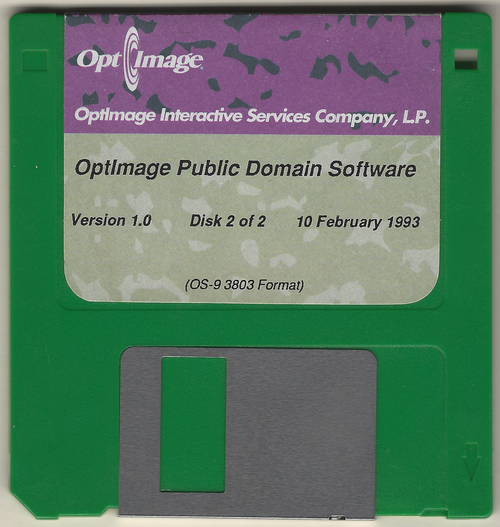 OptImage
OptImage Interactive Services Company, L.P.
OptImage Public Domain Software
Version 1.0 Disk 2 of 2 10 February 1993
(OS-9 3803 Format)